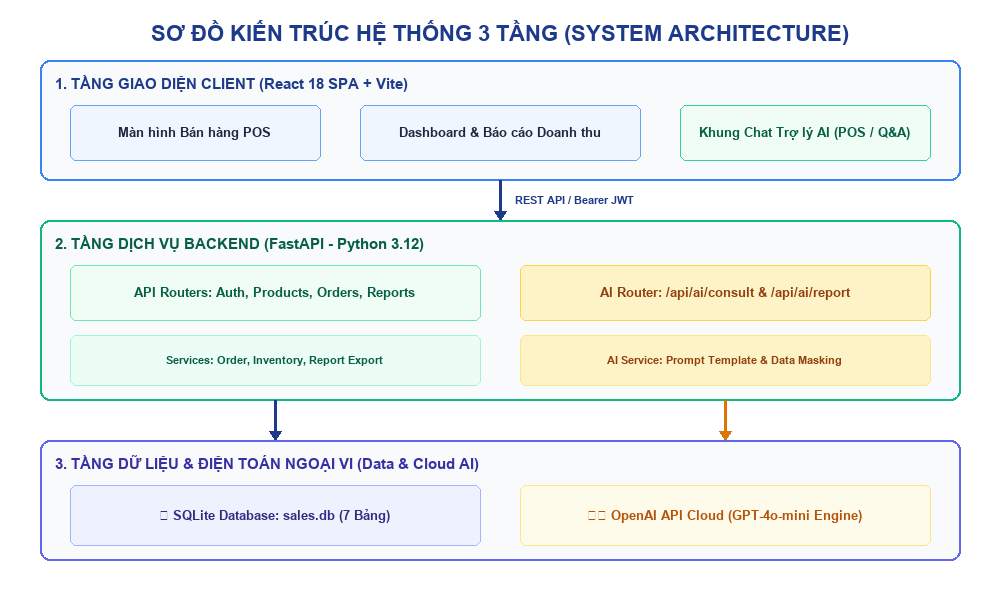 SƠ ĐỒ KIẾN TRÚC HỆ THỐNG 3 TẦNG (SYSTEM ARCHITECTURE)
1. TẦNG GIAO DIỆN CLIENT (React 18 SPA + Vite)
Màn hình Bán hàng POS
Dashboard & Báo cáo Doanh thu
Khung Chat Trợ lý AI (POS / Q&A)
REST API / Bearer JWT
2. TẦNG DỊCH VỤ BACKEND (FastAPI - Python 3.12)
API Routers: Auth, Products, Orders, Reports
AI Router: /api/ai/consult & /api/ai/report
Services: Order, Inventory, Report Export
AI Service: Prompt Template & Data Masking
3. TẦNG DỮ LIỆU & ĐIỆN TOÁN NGOẠI VI (Data & Cloud AI)
SQLite Database: sales.db (7 Bảng)
OpenAI API Cloud (GPT-4o-mini Engine)